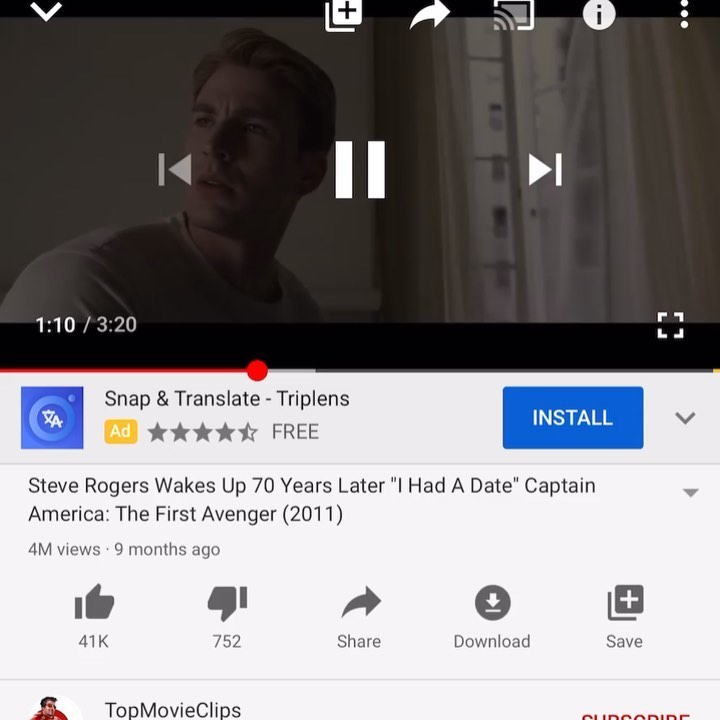 1:10 / 3:20
Snap & Translate - Triplens
Ad FREE
INSTALL
Steve Rogers Wakes Up 70 Years Later "I Had A Date" Captain
America: The First Avenger (2011)
4M views · 9 months ago
41K 752 Share Download Save
TopMovieClips
SUBSCRIBE